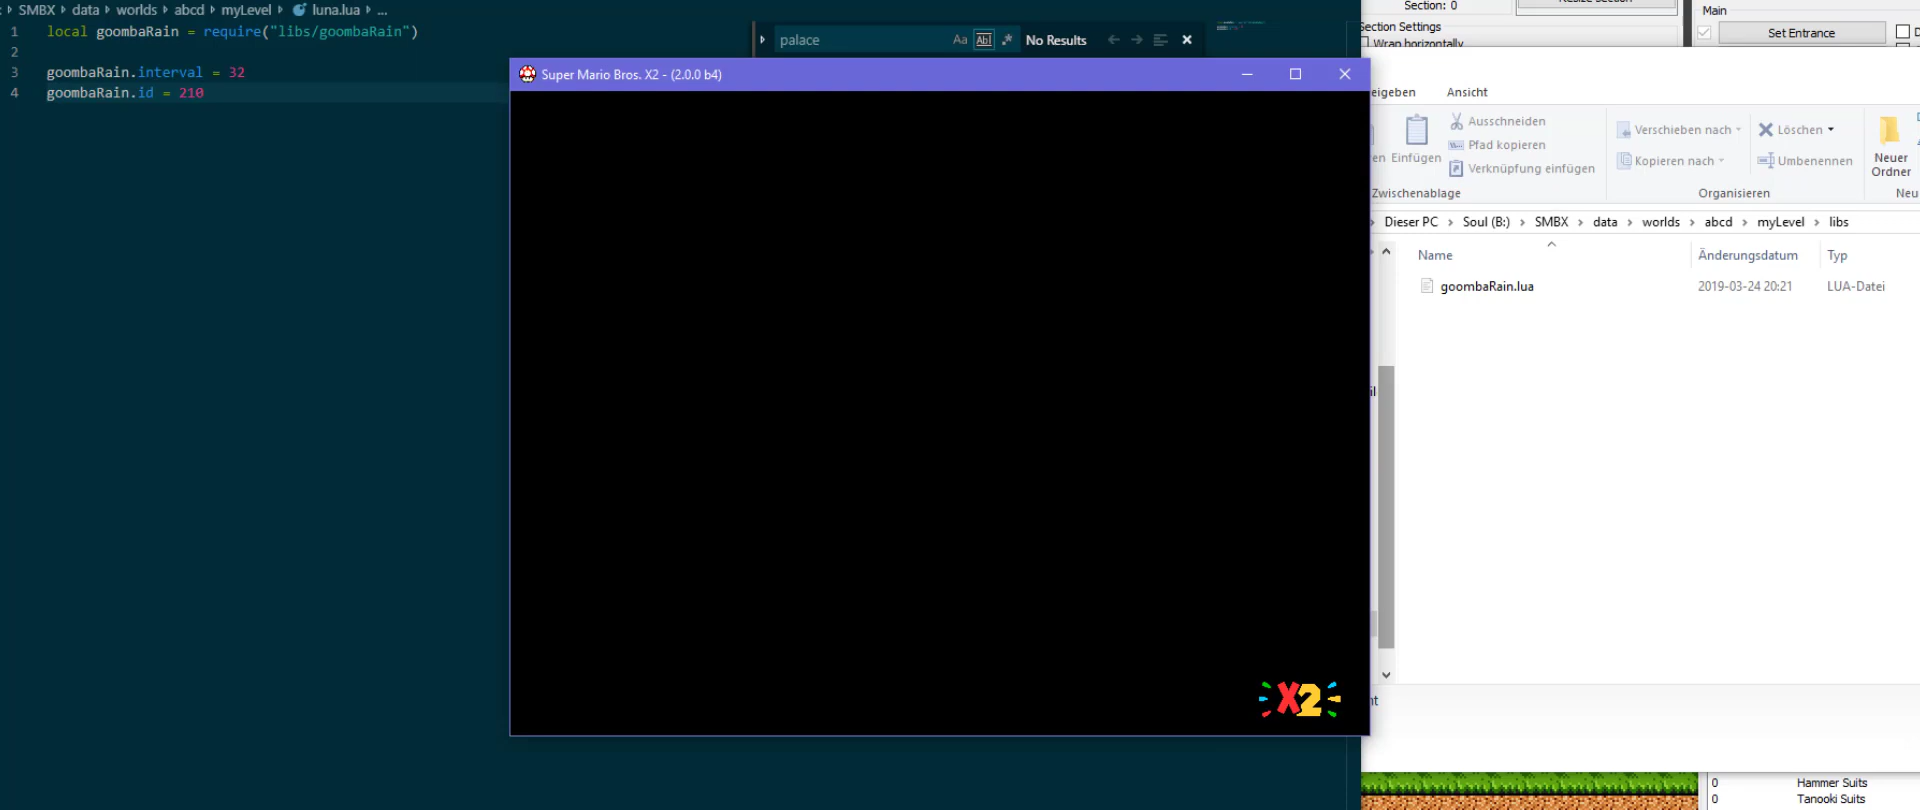 SMBX data worlds abcd myLevel luna.lua ...
1 local goombaRain = require("libs/goombaRain")
2
3 goombaRain.interval = 32
4 goombaRain.id = 210
palace Aa Abl .* No Results
Super Mario Bros. X2 - (2.0.0 b4)
X2
Section: 0
Section Settings
Wrap horizontally
Main
Set Entrance
eigeben Ansicht
Ausschneiden
Pfad kopieren
Verknüpfung einfügen
en Einfügen
Zwischenablage
Verschieben nach
Kopieren nach
Löschen
Umbenennen
Organisieren
Neuer
Ordner
Neu
Dieser PC Soul (B:) SMBX data worlds abcd myLevel libs
Name Änderungsdatum Typ
goombaRain.lua 2019-03-24 20:21 LUA-Datei
0 Hammer Suits
0 Tanooki Suits